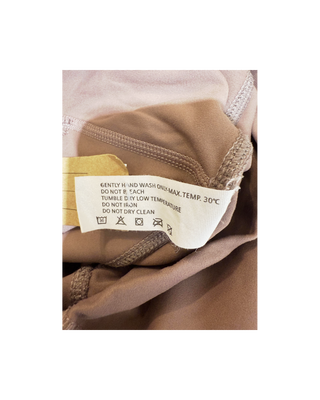 GENTLY HAND WASH ONLY MAX.TEMP. 30℃
DO NOT BLEACH
TUMBLE DRY LOW TEMPERATURE
DO NOT IRON
DO NOT DRY CLEAN